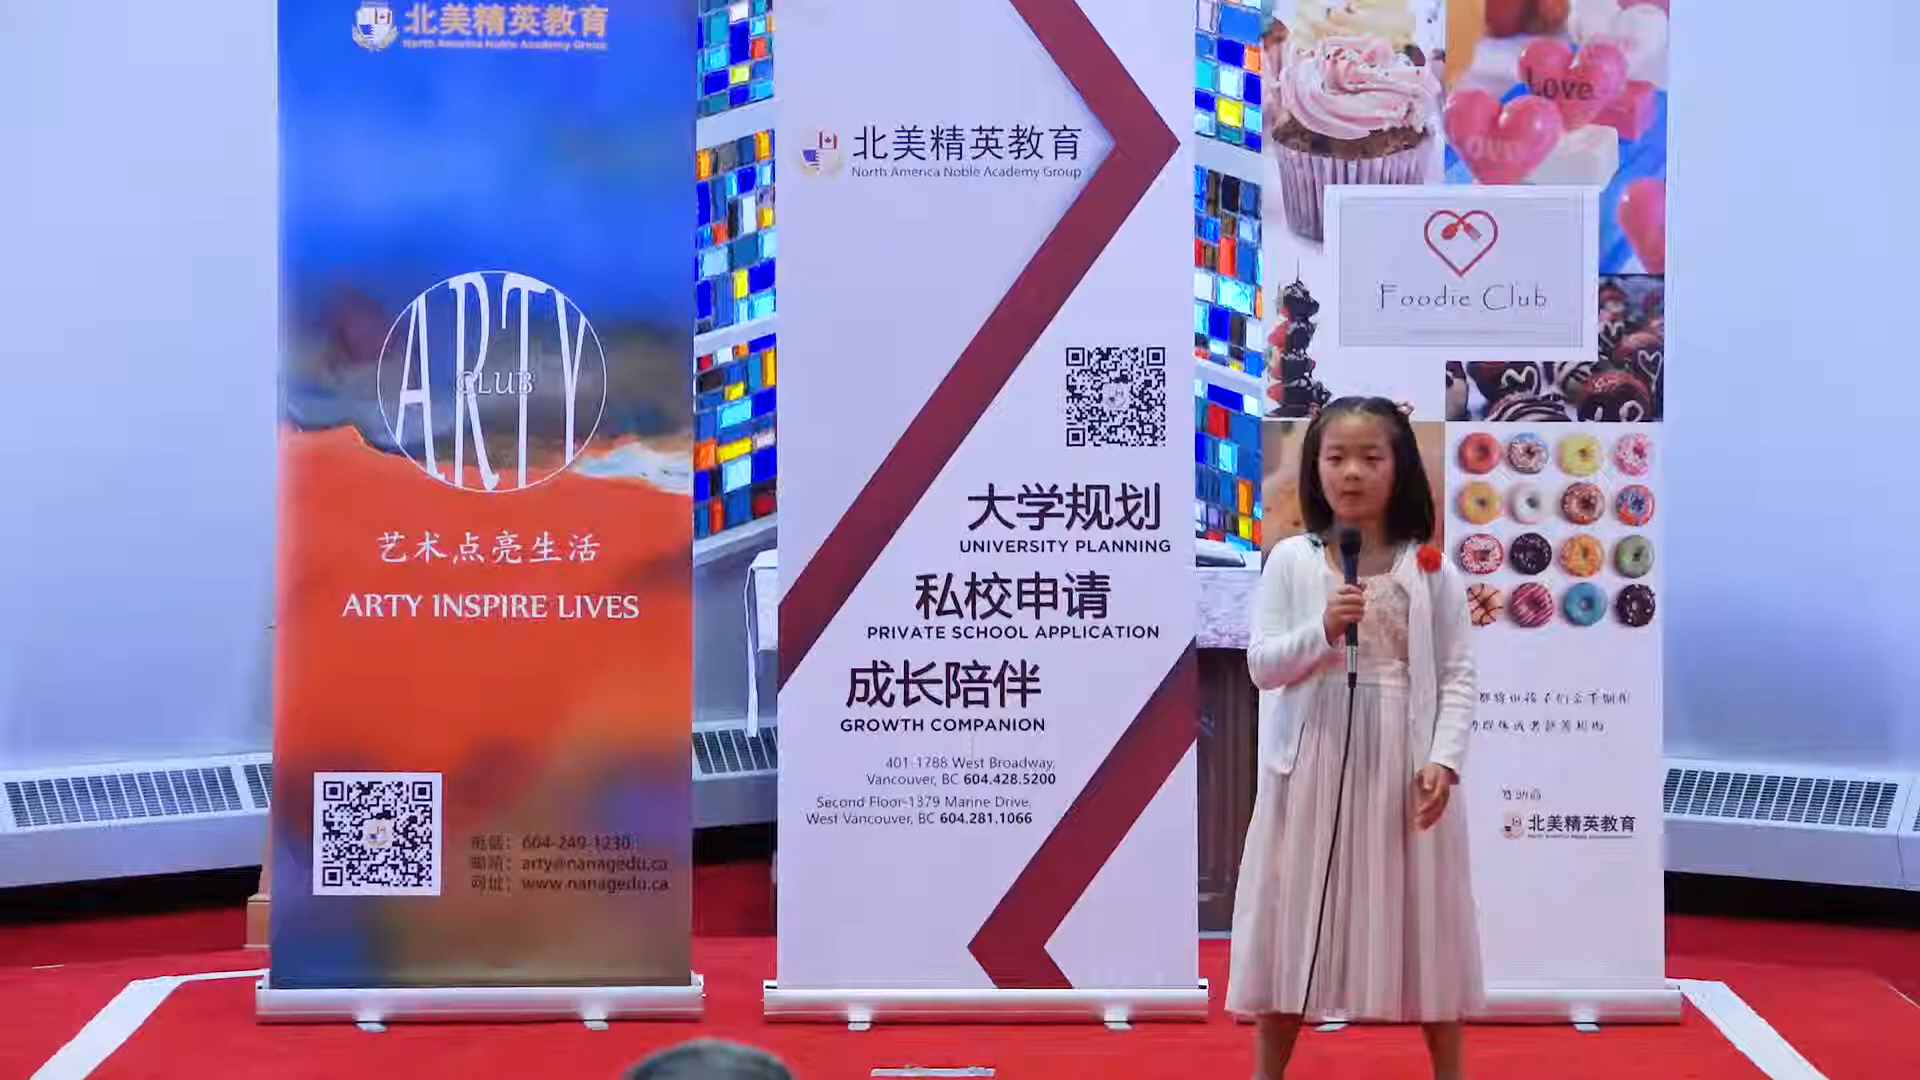 北美精英教育
North America Noble Academy Group
ARTY
CLUB
艺术点亮生活
ARTY INSPIRE LIVES
电话：604-249-1230
邮箱：arty@nanagedu.ca
网址：www.nanagedu.ca
北美精英教育
North America Noble Academy Group
大学规划
UNIVERSITY PLANNING
私校申请
PRIVATE SCHOOL APPLICATION
成长陪伴
GROWTH COMPANION
401-1788 West Broadway,
Vancouver, BC 604.428.5200
Second Floor-1379 Marine Drive,
West Vancouver, BC 604.281.1066
Love
Love
Foodie Club
北美精英教育